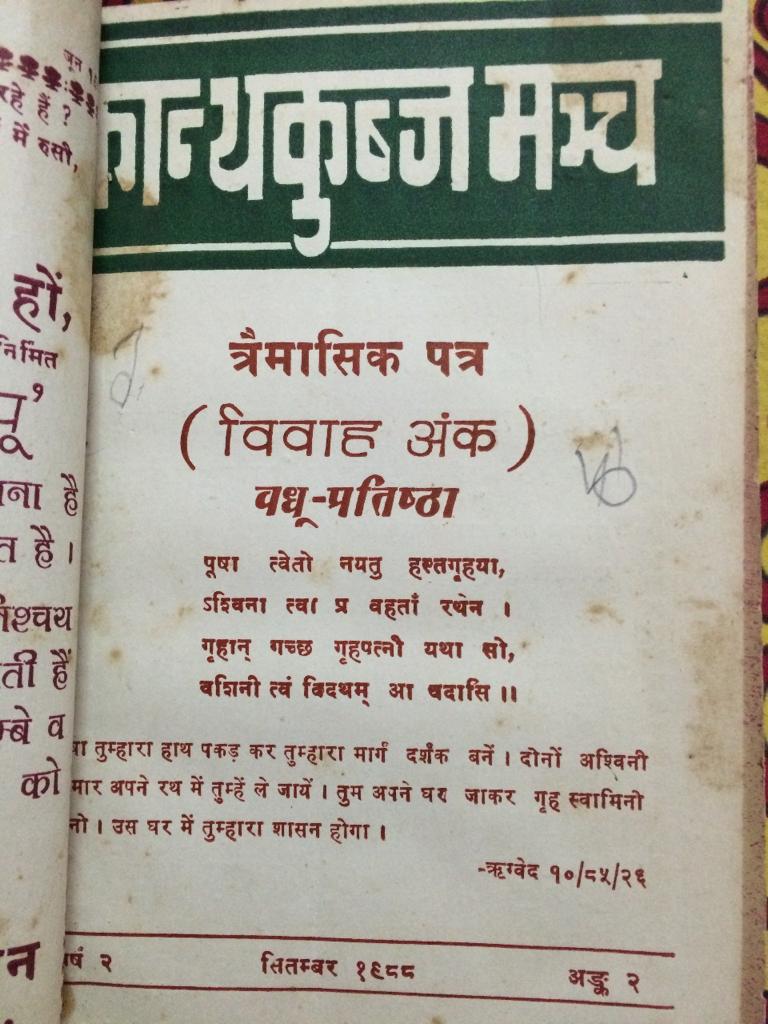 जून
रहे हैं ?
में रुसी,
हों,
निमित
है
है ।
ती हैं
म्बे व
को
न्यकुब्ज मञ्च
त्रैमासिक पत्र
( विवाह अंक )
वधू-प्रतिष्ठा
पूषा त्वेतो नयतु हस्तगृहया,
ऽश्विना त्वा प्र वहतां रथेन ।
गृहान् गच्छ गृहपत्नी यथा सो,
वशिनी त्वं विदथम् आ वदासि ॥
षा तुम्हारा हाथ पकड़ कर तुम्हारा मार्ग दर्शक बनें । दोनों अश्विनी
मार अपने रथ में तुम्हें ले जायें । तुम अपने घर जाकर गृह स्वामिनी
नो । उस घर में तुम्हारा शासन होगा ।
-ऋग्वेद १०/८५/२६
र्ष २ सितम्बर १९८८ अङ्क २